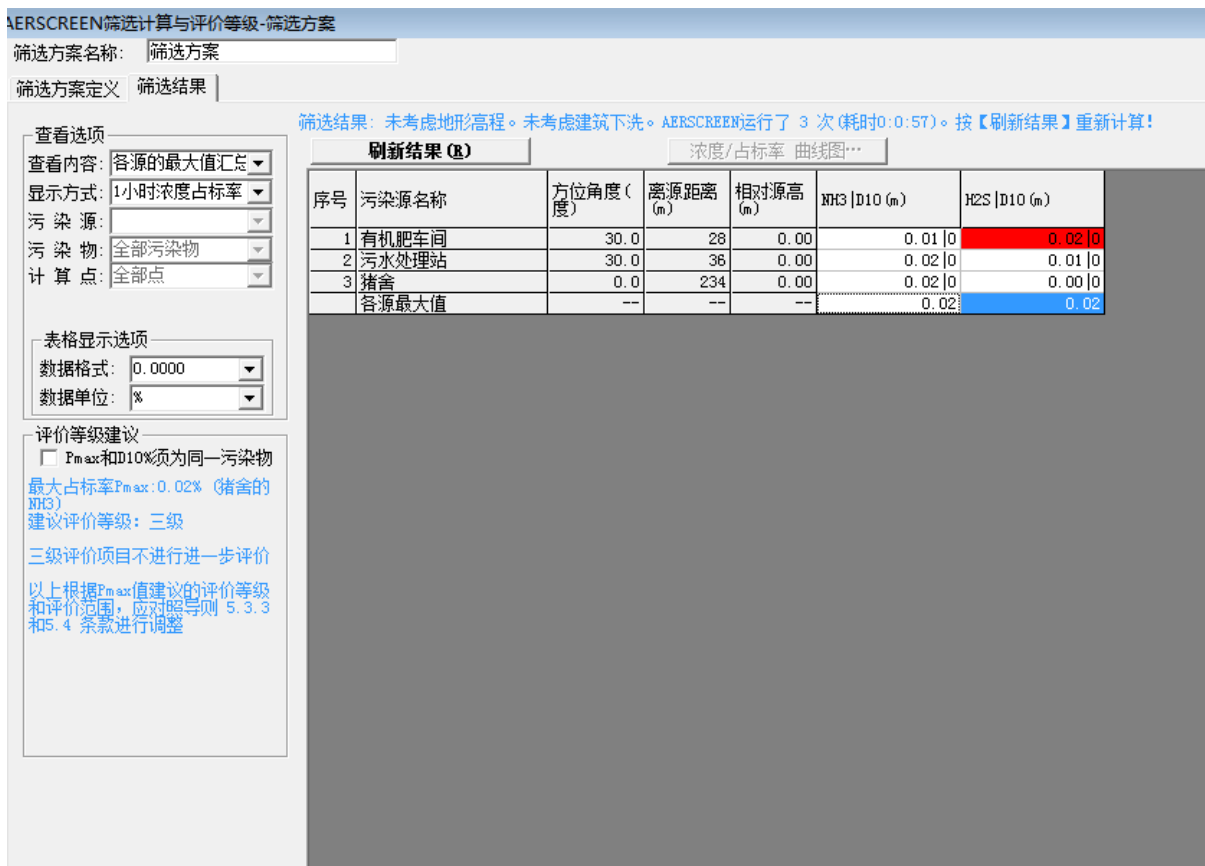 AERSCREEN筛选计算与评价等级-筛选方案
筛选方案名称: 筛选方案
筛选方案定义 筛选结果
筛选结果: 未考虑地形高程。未考虑建筑下洗。AERSCREEN运行了 3 次(耗时0:0:57)。按【刷新结果】重新计算!
刷新结果(R) 浓度/占标率 曲线图…
查看选项
查看内容: 各源的最大值汇总
显示方式: 1小时浓度占标率
污 染 源:
污 染 物: 全部污染物
计 算 点: 全部点
表格显示选项
数据格式: 0.0000
数据单位: %
评价等级建议
Pmax和D10%须为同一污染物
最大占标率Pmax:0.02% (猪舍的
NH3)
建议评价等级: 三级
三级评价项目不进行进一步评价
以上根据Pmax值建议的评价等级
和评价范围,应对照导则 5.3.3
和5.4 条款进行调整
序号 污染源名称 方位角度(度) 离源距离(m) 相对源高(m) NH3|D10(m) H2S|D10(m)
1 有机肥车间 30.0 28 0.00 0.01|0 0.02|0
2 污水处理站 30.0 36 0.00 0.02|0 0.01|0
3 猪舍 0.0 234 0.00 0.02|0 0.00|0
各源最大值 -- -- -- 0.02 0.02